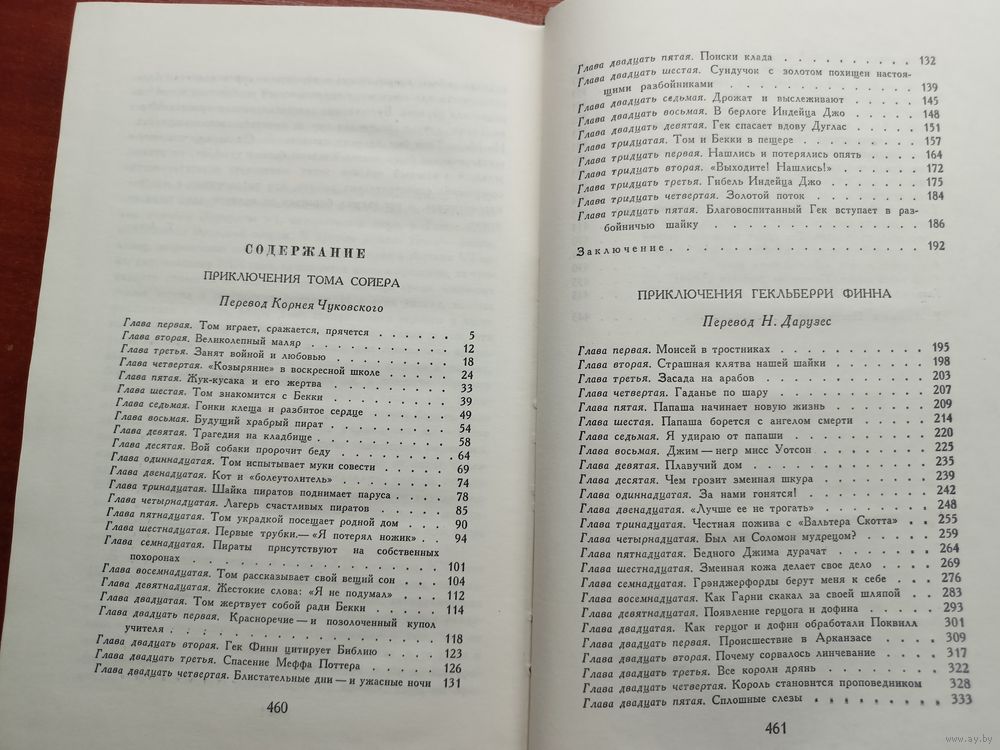 СОДЕРЖАНИЕ
ПРИКЛЮЧЕНИЯ ТОМА СОЙЕРА
Перевод Корнея Чуковского
Глава первая. Том играет, сражается, прячется . . . . . . 5
Глава вторая. Великолепный маляр . . . . . . . . . . 12
Глава третья. Занят войной и любовью . . . . . . . . 18
Глава четвертая. «Козыряние» в воскресной школе . . . . 24
Глава пятая. Жук-кусака и его жертва . . . . . . . . 33
Глава шестая. Том знакомится с Бекки . . . . . . . . 39
Глава седьмая. Гонки клеща и разбитое сердце . . . . . 49
Глава восьмая. Будущий храбрый пират . . . . . . . . 54
Глава девятая. Трагедия на кладбище . . . . . . . . . 58
Глава десятая. Вой собаки пророчит беду . . . . . . . 64
Глава одиннадцатая. Том испытывает муки совести . . . . 69
Глава двенадцатая. Кот и «болеутолитель» . . . . . . . 74
Глава тринадцатая. Шайка пиратов поднимает паруса . . . 78
Глава четырнадцатая. Лагерь счастливых пиратов . . . . 85
Глава пятнадцатая. Том украдкой посещает родной дом . . 90
Глава шестнадцатая. Первые трубки.— «Я потерял ножик» . . 94
Глава семнадцатая. Пираты присутствуют на собственных
похоронах . . . . . . . . . . . . . . . 101
Глава восемнадцатая. Том рассказывает свой вещий сон . . 104
Глава девятнадцатая. Жестокие слова: «Я не подумал» . . 112
Глава двадцатая. Том жертвует собой ради Бекки . . . . 114
Глава двадцать первая. Красноречие — и позолоченный купол
учителя . . . . . . . . . . . . . . . . 118
Глава двадцать вторая. Гек Финн цитирует Библию . . . . 123
Глава двадцать третья. Спасение Меффа Поттера . . . . . 126
Глава двадцать четвертая. Блистательные дни — и ужасные ночи 131
460
Глава двадцать пятая. Поиски клада . . . . . . . . . 132
Глава двадцать шестая. Сундучок с золотом похищен настоя-
щими разбойниками . . . . . . . . . . . . 139
Глава двадцать седьмая. Дрожат и выслеживают . . . . . 145
Глава двадцать восьмая. В берлоге Индейца Джо . . . . 148
Глава двадцать девятая. Гек спасает вдову Дуглас . . . . 151
Глава тридцатая. Том и Бекки в пещере . . . . . . . . 157
Глава тридцать первая. Нашлись и потерялись опять . . . . 164
Глава тридцать вторая. «Выходите! Нашлись!» . . . . . . 172
Глава тридцать третья. Гибель Индейца Джо . . . . . . 175
Глава тридцать четвертая. Золотой поток . . . . . . . 184
Глава тридцать пятая. Благовоспитанный Гек вступает в раз-
бойничью шайку . . . . . . . . . . . . . 186
Заключение . . . . . . . . . . . . . . . . 192
ПРИКЛЮЧЕНИЯ ГЕКЛЬБЕРРИ ФИННА
Перевод Н. Дарузес
Глава первая. Моисей в тростниках . . . . . . . . . . 195
Глава вторая. Страшная клятва нашей шайки . . . . . . 198
Глава третья. Засада на арабов . . . . . . . . . . . 203
Глава четвертая. Гаданье по шару . . . . . . . . . . 207
Глава пятая. Папаша начинает новую жизнь . . . . . . 209
Глава шестая. Папаша борется с ангелом смерти . . . . . 214
Глава седьмая. Я удираю от папаши . . . . . . . . . 220
Глава восьмая. Джим — негр мисс Уотсон . . . . . . . 225
Глава девятая. Плавучий дом . . . . . . . . . . . . 235
Глава десятая. Чем грозит змеиная шкура . . . . . . . 239
Глава одиннадцатая. За нами гонятся! . . . . . . . . 242
Глава двенадцатая. «Лучше ее не трогать» . . . . . . . 248
Глава тринадцатая. Честная пожива с «Вальтера Скотта» . . 255
Глава четырнадцатая. Был ли Соломон мудрецом? . . . . 259
Глава пятнадцатая. Бедного Джима дурачат . . . . . . . 264
Глава шестнадцатая. Змеиная кожа делает свое дело . . . . 269
Глава семнадцатая. Грэнджерфорды берут меня к себе . . . 276
Глава восемнадцатая. Как Гарни скакал за своей шляпой . . 283
Глава девятнадцатая. Появление герцога и дофина . . . . 293
Глава двадцатая. Как герцог и дофин обработали Поквилл 301
Глава двадцать первая. Происшествие в Арканзасе . . . . 309
Глава двадцать вторая. Почему сорвалось линчевание . . . . 317
Глава двадцать третья. Все короли дрянь . . . . . . . 322
Глава двадцать четвертая. Король становится проповедником 328
Глава двадцать пятая. Сплошные слезы . . . . . . . . 333
461
www.ay.by